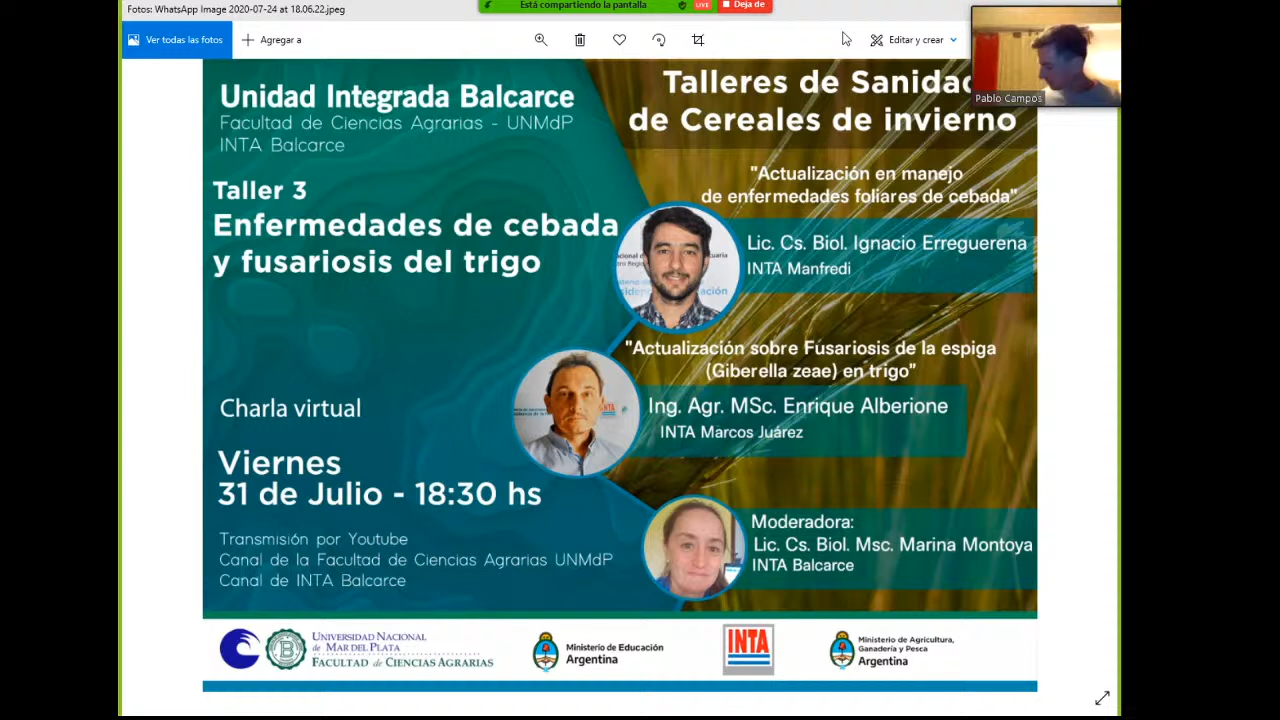 Fotos: WhatsApp Image 2020-07-24 at 18.06.22.jpeg
Está compartiendo la pantalla
LIVE
Deja de
Ver todas las fotos
Agregar a
Editar y crear
Pablo Campos
Unidad Integrada Balcarce
Facultad de Ciencias Agrarias - UNMdP
INTA Balcarce
Talleres de Sanidad
de Cereales de invierno
Taller 3
Enfermedades de cebada
y fusariosis del trigo
"Actualización en manejo
de enfermedades foliares de cebada"
Lic. Cs. Biol. Ignacio Erreguerena
INTA Manfredi
"Actualización sobre Fusariosis de la espiga
(Giberella zeae) en trigo"
Ing. Agr. MSc. Enrique Alberione
INTA Marcos Juárez
Charla virtual
Viernes
31 de Julio - 18:30 hs
Moderadora:
Lic. Cs. Biol. Msc. Marina Montoya
INTA Balcarce
Transmisión por Youtube
Canal de la Facultad de Ciencias Agrarias UNMdP
Canal de INTA Balcarce
UNIVERSIDAD NACIONAL
de MAR DEL PLATA
FACULTAD de CIENCIAS AGRARIAS
Ministerio de Educación
Argentina
INTA
Ministerio de Agricultura,
Ganadería y Pesca
Argentina